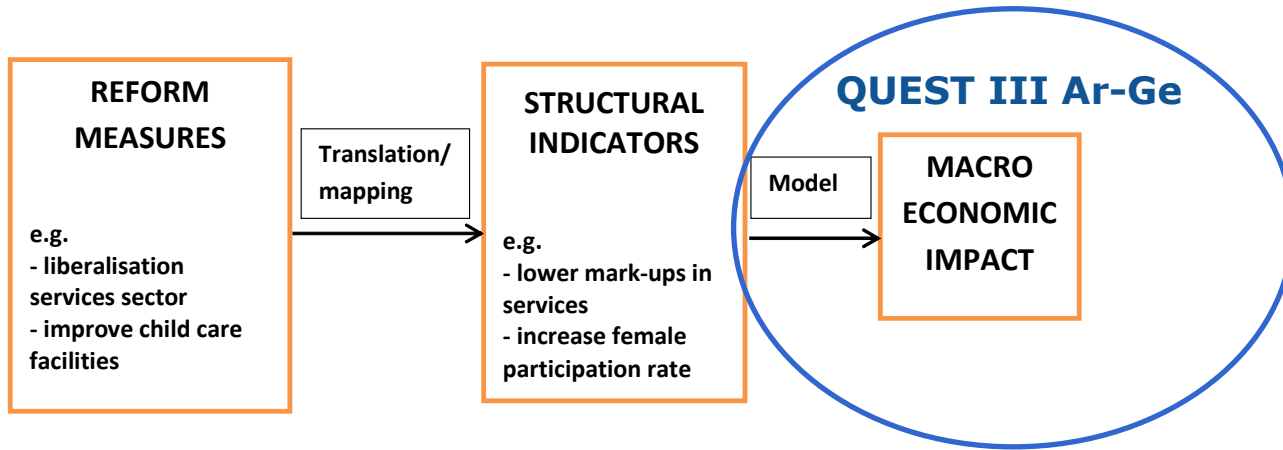 REFORM
MEASURES
e.g.
- liberalisation
services sector
- improve child care
facilities
Translation/
mapping
STRUCTURAL
INDICATORS
e.g.
- lower mark-ups in
services
- increase female
participation rate
QUEST III Ar-Ge
Model
MACRO
ECONOMIC
IMPACT